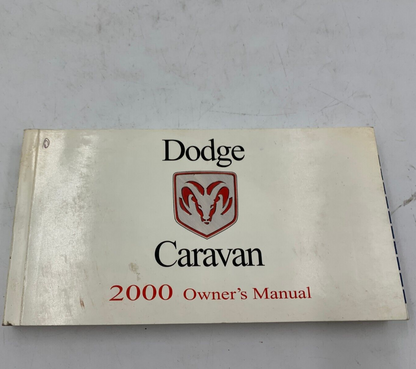 Dodge
Caravan
2000 Owner's Manual